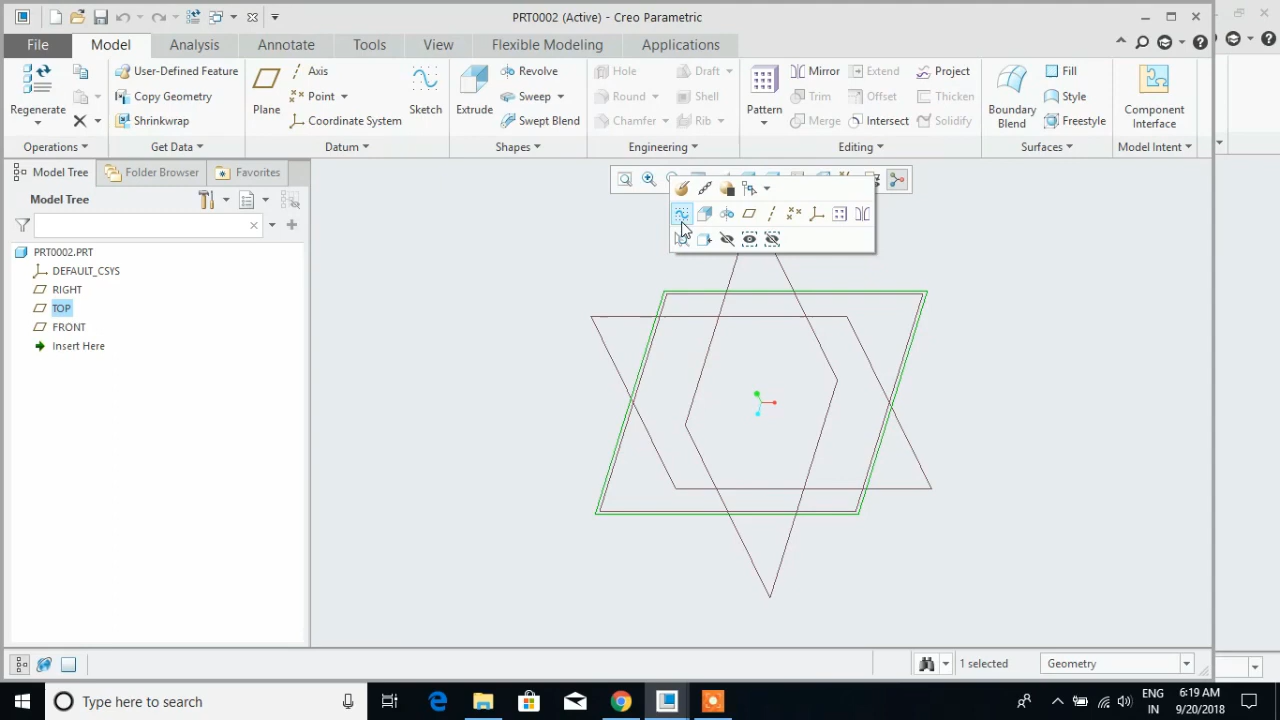 PRT0002 (Active) - Creo Parametric
File Model Analysis Annotate Tools View Flexible Modeling Applications
Regenerate
User-Defined Feature
Copy Geometry
Shrinkwrap
Plane
Axis
Point
Coordinate System
Sketch
Extrude
Revolve
Sweep
Swept Blend
Hole
Round
Chamfer
Draft
Shell
Rib
Pattern
Mirror
Trim
Merge
Extend
Offset
Intersect
Project
Thicken
Solidify
Boundary
Blend
Fill
Style
Freestyle
Component
Interface
Operations Get Data Datum Shapes Engineering Editing Surfaces Model Intent
Model Tree Folder Browser Favorites
Model Tree
PRT0002.PRT
DEFAULT_CSYS
RIGHT
TOP
FRONT
Insert Here
1 selected Geometry
Type here to search
ENG
IN
6:19 AM
9/20/2018